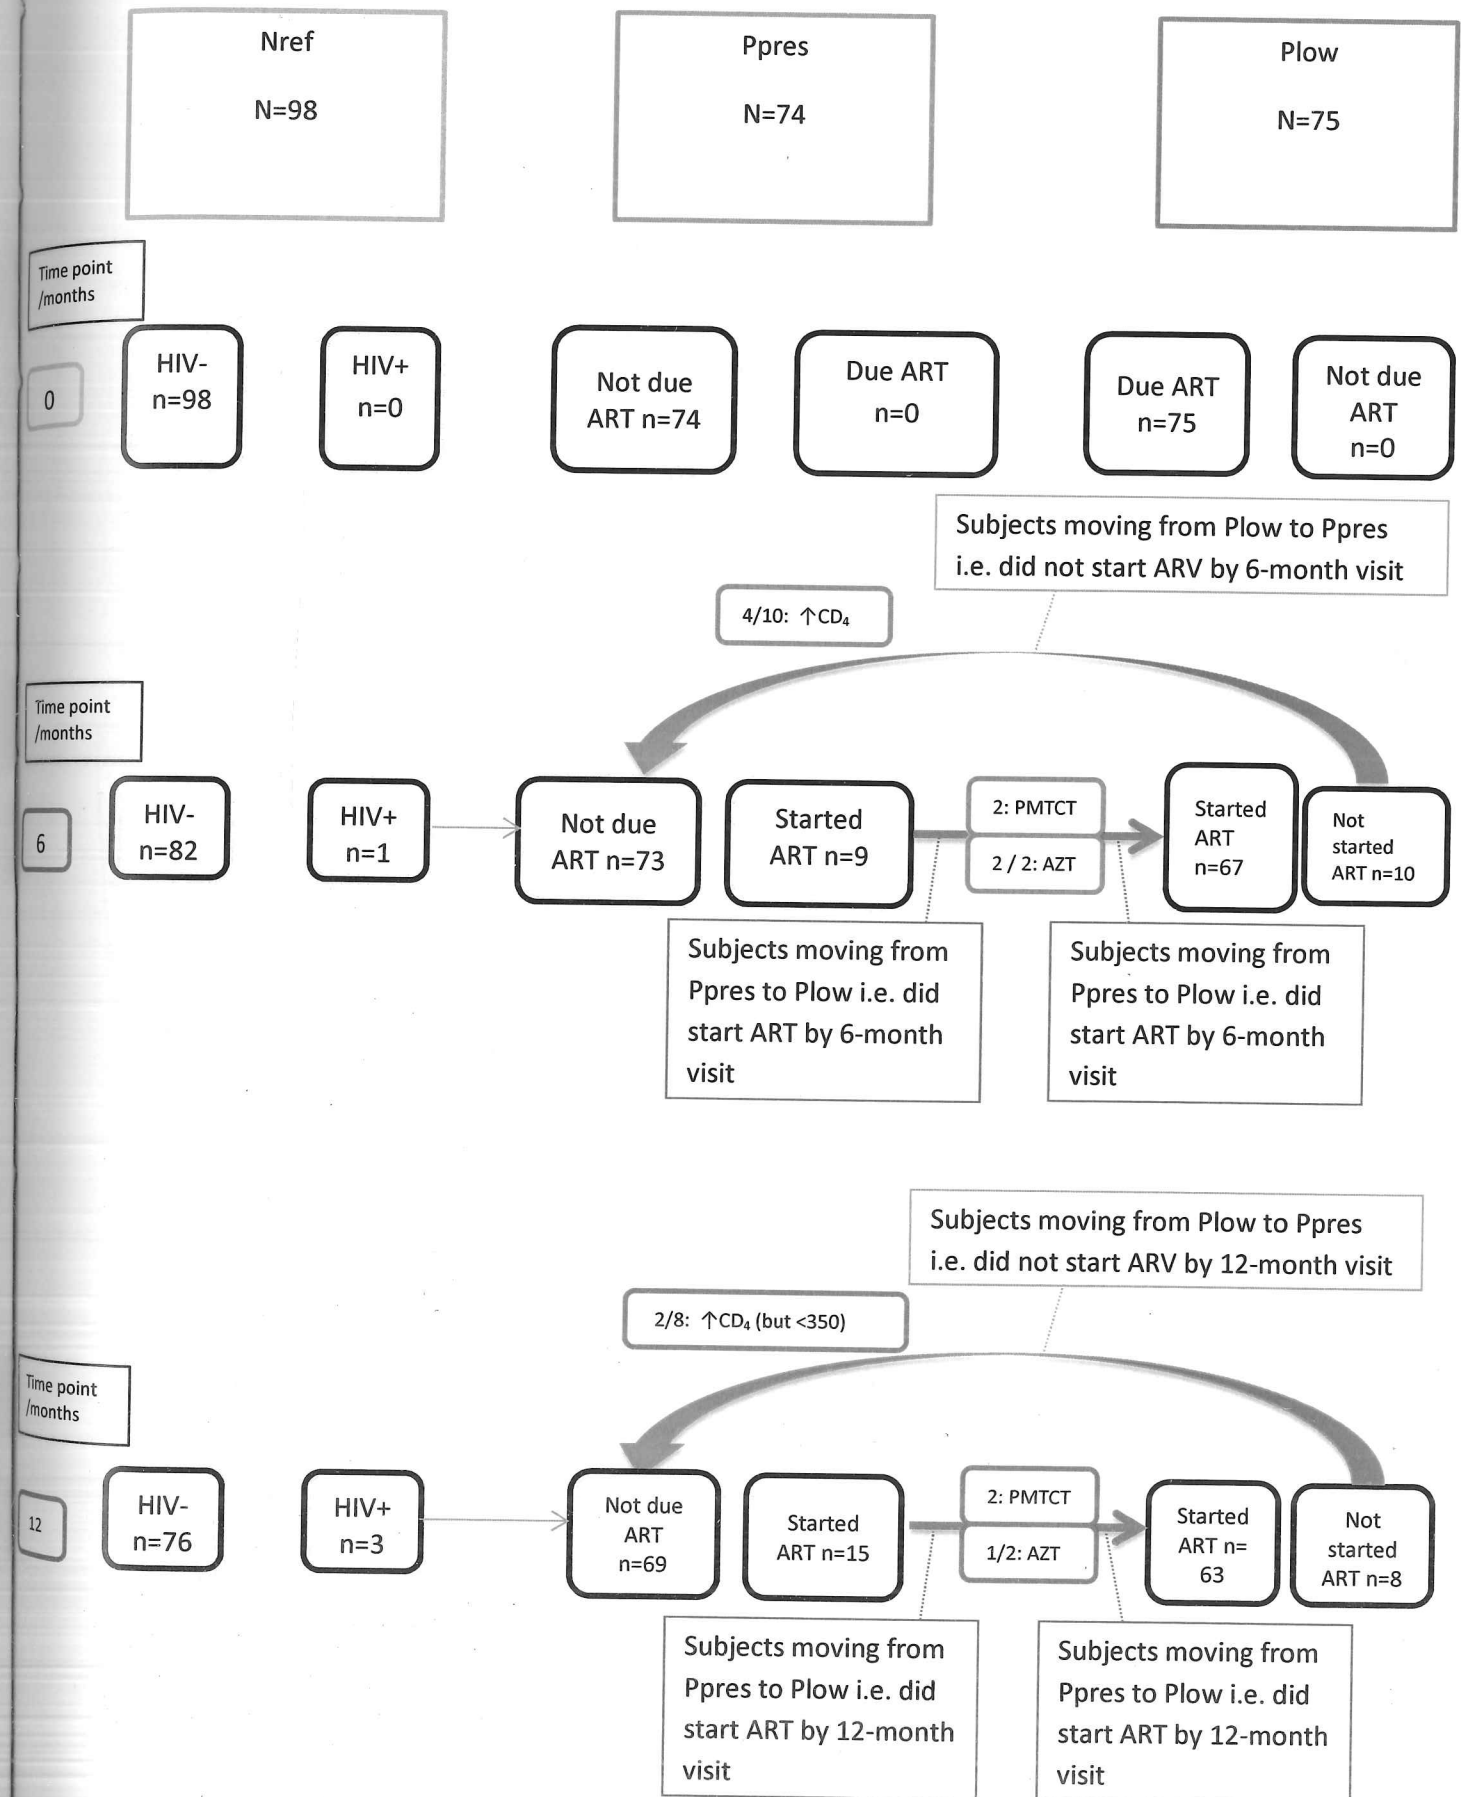 Nref
N=98
Ppres
N=74
Plow
N=75
Time point
/months
0
HIV-
n=98
HIV+
n=0
Not due
ART n=74
Due ART
n=0
Due ART
n=75
Not due
ART
n=0
Subjects moving from Plow to Ppres
i.e. did not start ARV by 6-month visit
4/10: ↑CD₄
Time point
/months
6
HIV-
n=82
HIV+
n=1
Not due
ART n=73
Started
ART n=9
2: PMTCT
2 / 2: AZT
Started
ART
n=67
Not
started
ART n=10
Subjects moving from
Ppres to Plow i.e. did
start ART by 6-month
visit
Subjects moving from
Ppres to Plow i.e. did
start ART by 6-month
visit
Subjects moving from Plow to Ppres
i.e. did not start ARV by 12-month visit
2/8: ↑CD₄ (but <350)
Time point
/months
12
HIV-
n=76
HIV+
n=3
Not due
ART
n=69
Started
ART n=15
2: PMTCT
1/2: AZT
Started
ART n=
63
Not
started
ART n=8
Subjects moving from
Ppres to Plow i.e. did
start ART by 12-month
visit
Subjects moving from
Ppres to Plow i.e. did
start ART by 12-month
visit